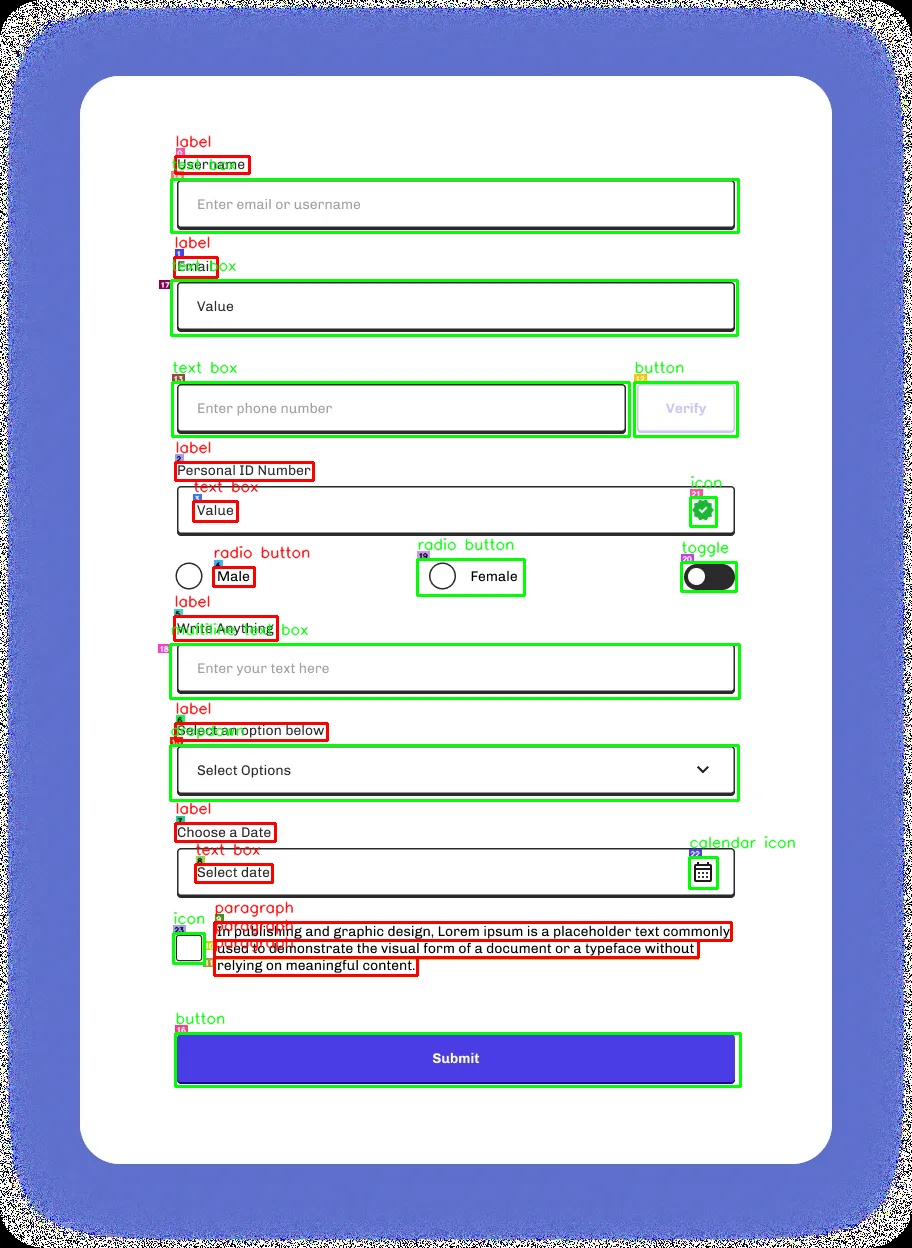 label
0
Username
text box
Enter email or username
label
1
Email
text box
17
Value
text box
13
button
12
Enter phone number
Verify
label
2
Personal ID Number
text box
3
Value
icon
21
radio button
4
Male
radio button
19
Female
toggle
20
label
5
Write Anything
multiline text box
18
Enter your text here
label
6
Select an option below
dropdown
Select Options
label
7
Choose a Date
text box
8
Select date
calendar icon
22
icon
23
paragraph
9
In publishing and graphic design, Lorem ipsum is a placeholder text commonly
paragraph
used to demonstrate the visual form of a document or a typeface without
paragraph
10
relying on meaningful content.
button
16
Submit